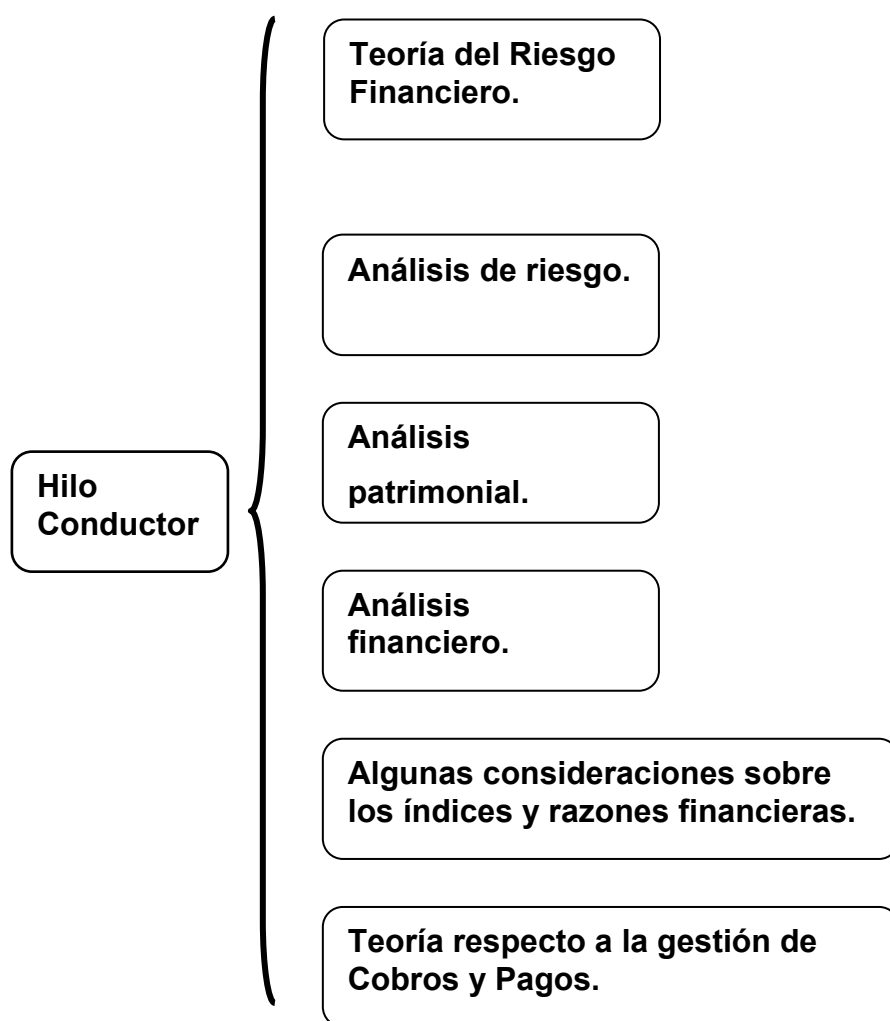 Teoría del Riesgo
Financiero.
Análisis de riesgo.
Análisis
patrimonial.
Hilo
Conductor
Análisis
financiero.
Algunas consideraciones sobre
los índices y razones financieras.
Teoría respecto a la gestión de
Cobros y Pagos.